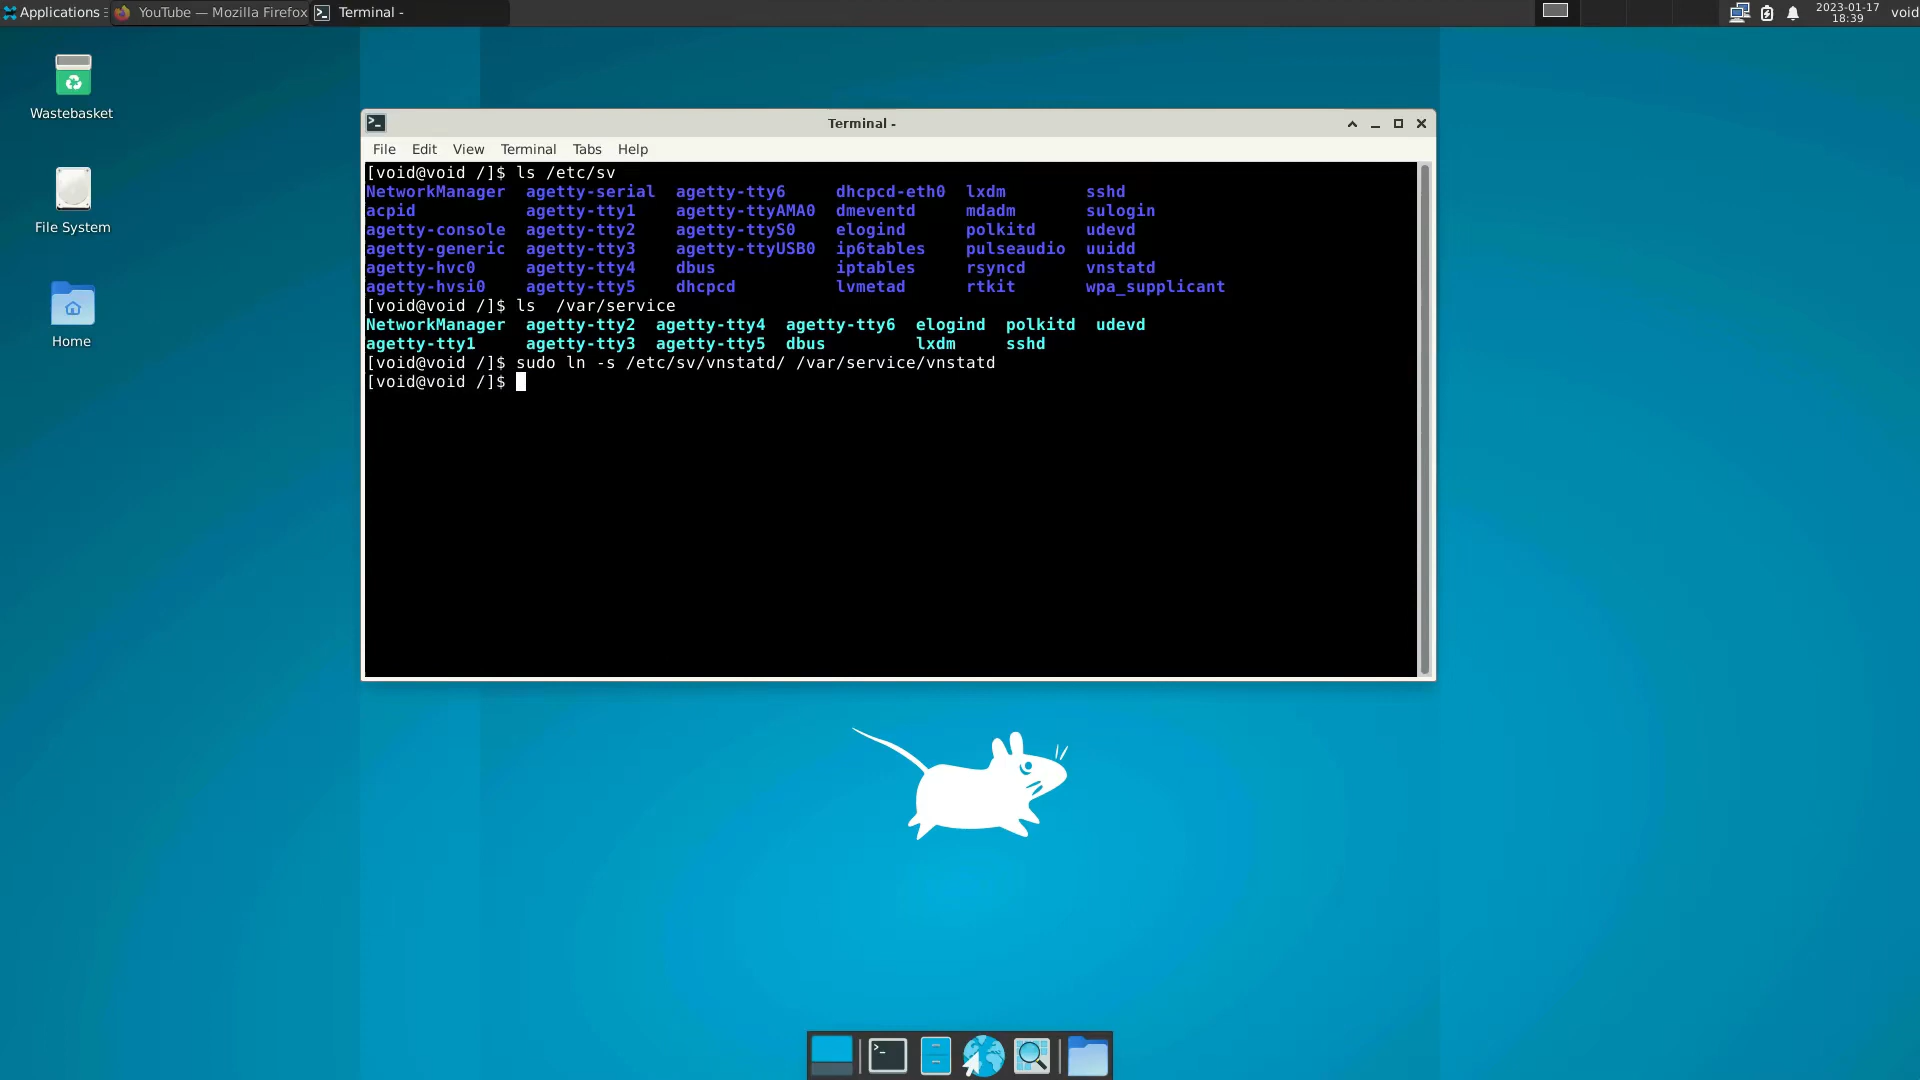 Applications YouTube — Mozilla Firefox Terminal - 2023-01-17 void
18:39
Wastebasket
File System
Home
Terminal -
File Edit View Terminal Tabs Help
[void@void /]$ ls /etc/sv
NetworkManager agetty-serial agetty-tty6 dhcpcd-eth0 lxdm sshd
acpid agetty-tty1 agetty-ttyAMA0 dmeventd mdadm sulogin
agetty-console agetty-tty2 agetty-ttyS0 elogind polkitd udevd
agetty-generic agetty-tty3 agetty-ttyUSB0 ip6tables pulseaudio uuidd
agetty-hvc0 agetty-tty4 dbus iptables rsyncd vnstatd
agetty-hvsi0 agetty-tty5 dhcpcd lvmetad rtkit wpa_supplicant
[void@void /]$ ls  /var/service
NetworkManager agetty-tty2 agetty-tty4 agetty-tty6 elogind polkitd udevd
agetty-tty1 agetty-tty3 agetty-tty5 dbus lxdm sshd
[void@void /]$ sudo ln -s /etc/sv/vnstatd/ /var/service/vnstatd
[void@void /]$